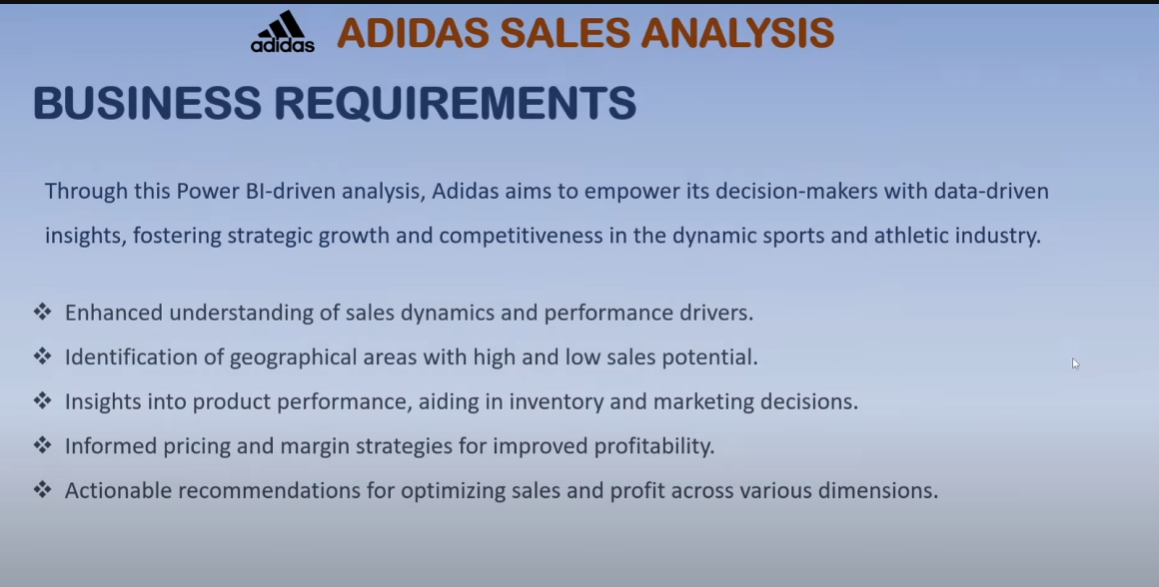 adidas
ADIDAS SALES ANALYSIS
BUSINESS REQUIREMENTS
Through this Power BI-driven analysis, Adidas aims to empower its decision-makers with data-driven
insights, fostering strategic growth and competitiveness in the dynamic sports and athletic industry.
❖ Enhanced understanding of sales dynamics and performance drivers.
❖ Identification of geographical areas with high and low sales potential.
❖ Insights into product performance, aiding in inventory and marketing decisions.
❖ Informed pricing and margin strategies for improved profitability.
❖ Actionable recommendations for optimizing sales and profit across various dimensions.